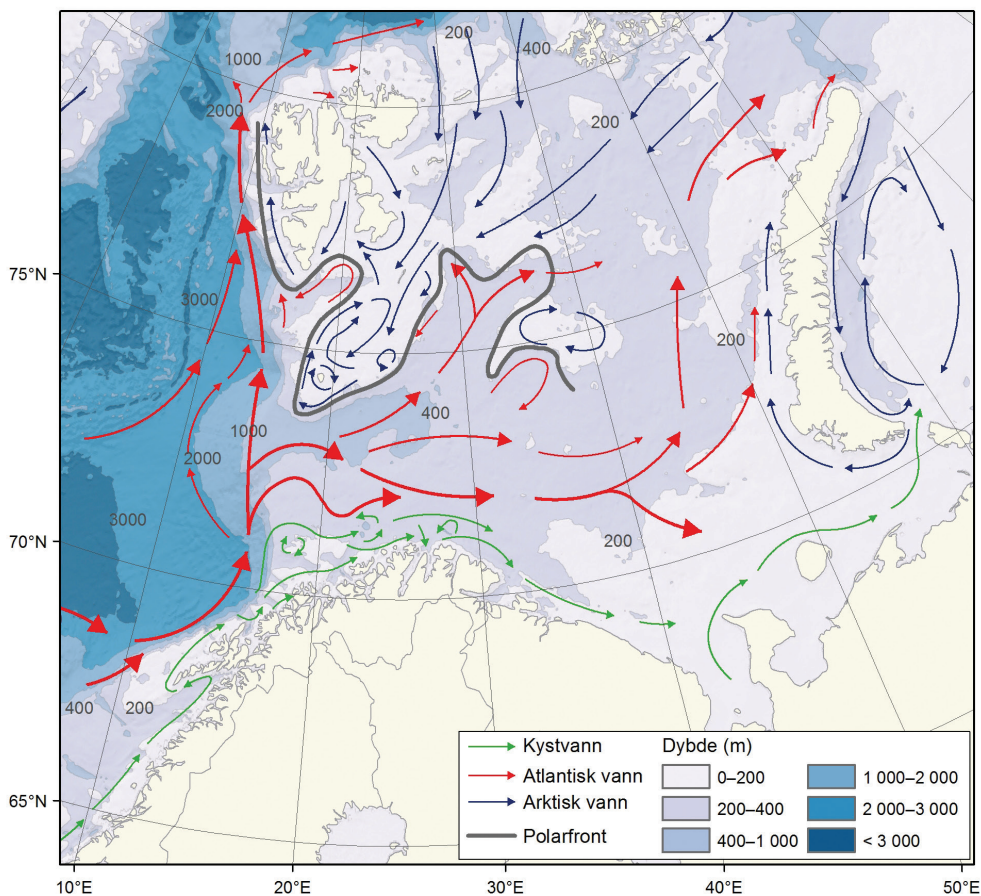 200
400
1000
2000
200
75°N
3000
200
400
1000
2000
3000
70°N
200
400
200
Kystvann
Atlantisk vann
Arktisk vann
Polarfront
Dybde (m)
0–200
200–400
400–1 000
1 000–2 000
2 000–3 000
< 3 000
65°N
10°E
20°E
30°E
40°E
50°E